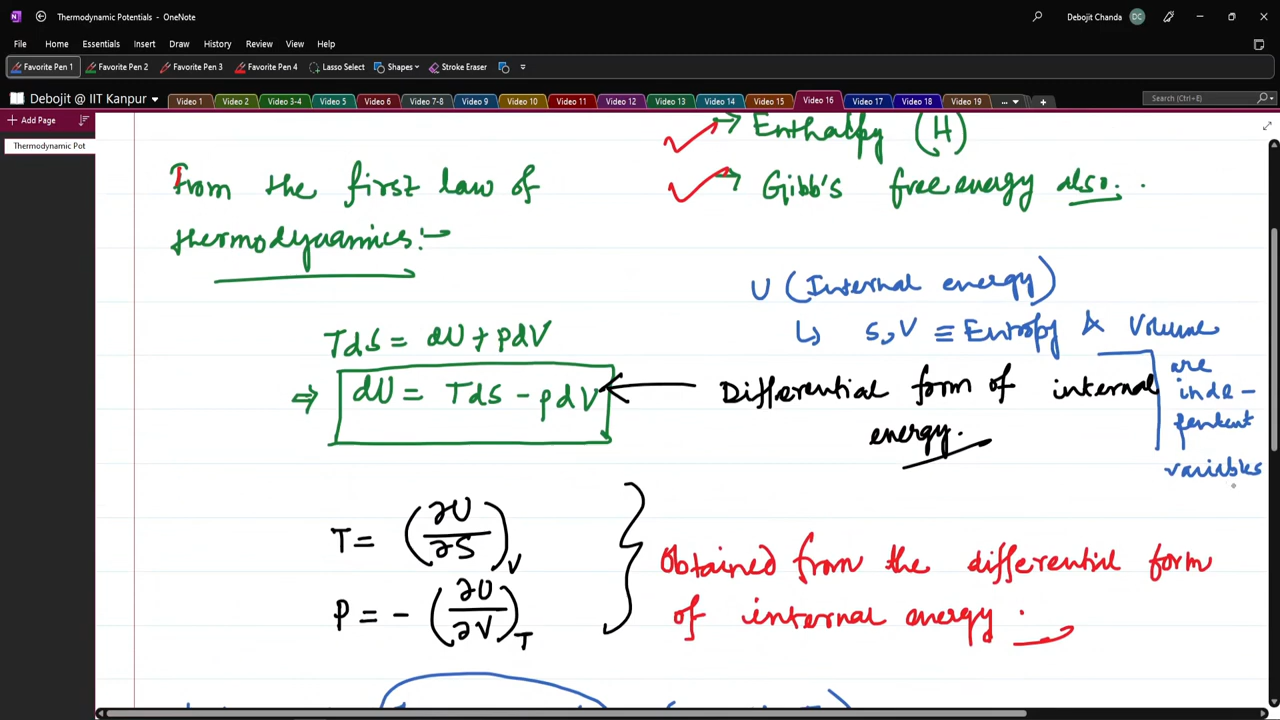 Thermodynamic Potentials - OneNote
Debojit Chanda DC
File Home Essentials Insert Draw History Review View Help
Favorite Pen 1 Favorite Pen 2 Favorite Pen 3 Favorite Pen 4 Lasso Select Shapes Stroke Eraser
Debojit @ IIT Kanpur Video 1 Video 2 Video 3-4 Video 5 Video 6 Video 7-8 Video 9 Video 10 Video 11 Video 12 Video 13 Video 14 Video 15 Video 16 Video 17 Video 18 Video 19 ... Search (Ctrl+E)
Add Page
Thermodynamic Pot
→ Enthalpy (H)
→ Gibb's free energy also.
From the first law of
thermodynamics:-
U (Internal energy)
↳ S,V ≡ Entropy & Volume
are
inde-
pendent
variables
TdS = dU + pdV
⇒ dU = TdS - pdV
Differential form of internal
energy.
T = (∂U/∂S)_V
P = - (∂U/∂V)_T
Obtained from the differential form
of internal energy.